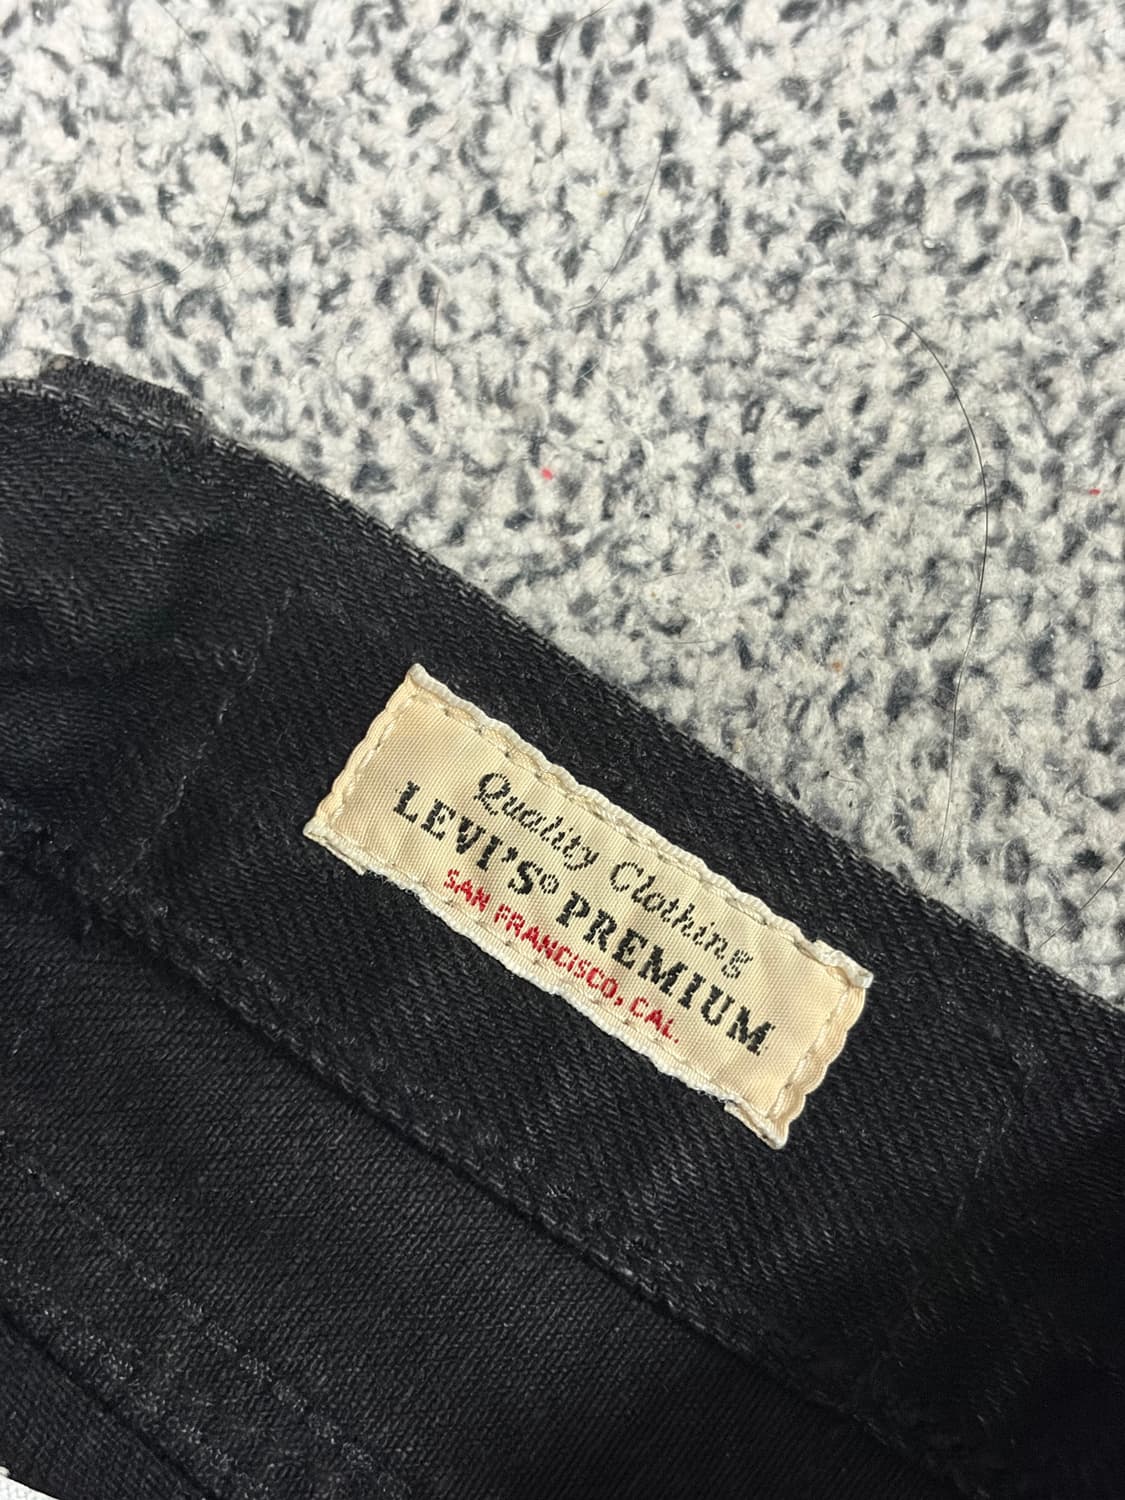 Quality Clothing
LEVI'S® PREMIUM
SAN FRANCISCO, CAL.